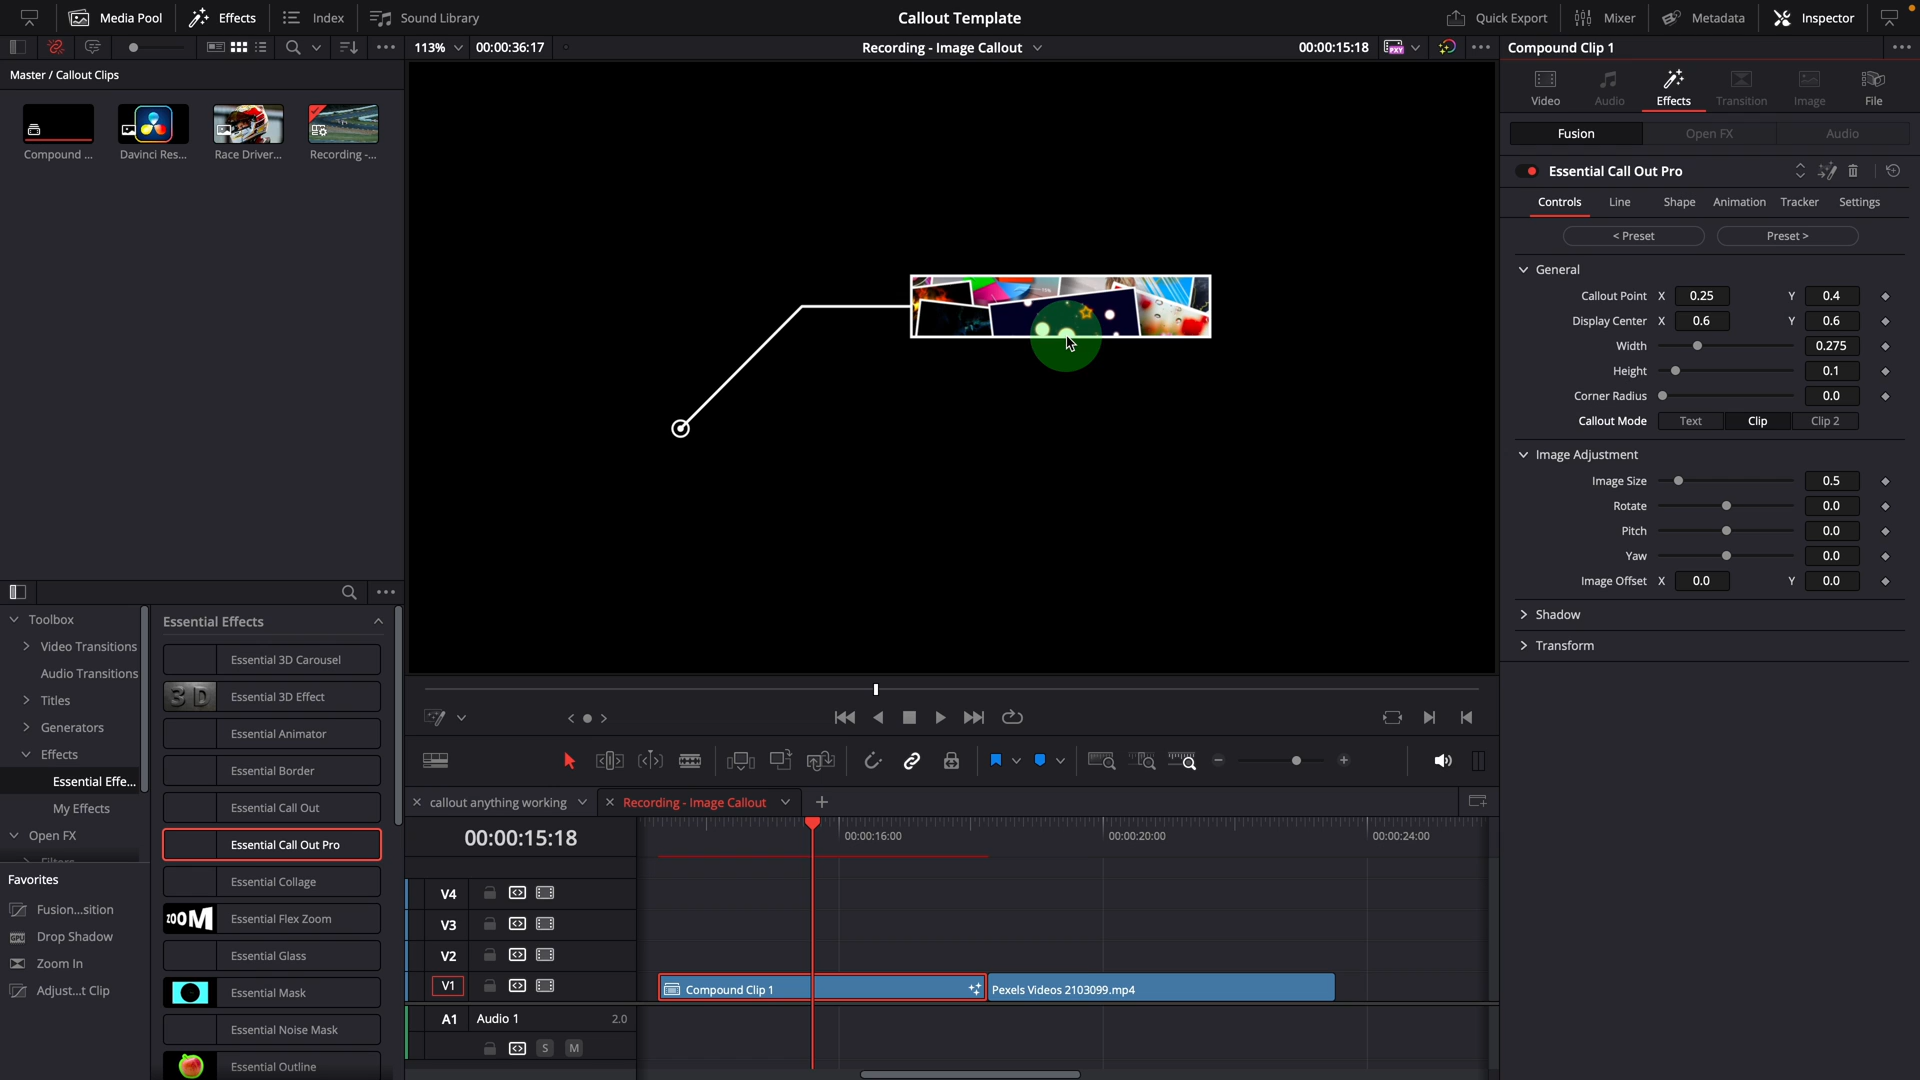 Media Pool
Effects
Index
Sound Library
Callout Template
Quick Export
Mixer
Metadata
Inspector
113%
00:00:36:17
Recording - Image Callout
00:00:15:18
Compound Clip 1
Master / Callout Clips
Compound ...
Davinci Res...
Race Driver...
Recording -...
Video
Audio
Effects
Transition
Image
File
Fusion
Open FX
Audio
Essential Call Out Pro
Controls
Line
Shape
Animation
Tracker
Settings
< Preset
Preset >
General
Callout Point X 0.25 Y 0.4
Display Center X 0.6 Y 0.6
Width 0.275
Height 0.1
Corner Radius 0.0
Callout Mode Text Clip Clip 2
Image Adjustment
Image Size 0.5
Rotate 0.0
Pitch 0.0
Yaw 0.0
Image Offset X 0.0 Y 0.0
Shadow
Transform
Toolbox
Video Transitions
Audio Transitions
Titles
Generators
Effects
Essential Effe...
My Effects
Open FX
Filters
Favorites
Fusion...sition
Drop Shadow
Zoom In
Adjust...t Clip
Essential Effects
Essential 3D Carousel
3D Essential 3D Effect
Essential Animator
Essential Border
Essential Call Out
Essential Call Out Pro
Essential Collage
ZOOM Essential Flex Zoom
Essential Glass
Essential Mask
Essential Noise Mask
Essential Outline
callout anything working
Recording - Image Callout
00:00:15:18
00:00:16:00
00:00:20:00
00:00:24:00
V4
V3
V2
V1
Compound Clip 1
Pexels Videos 2103099.mp4
A1 Audio 1 2.0
S M